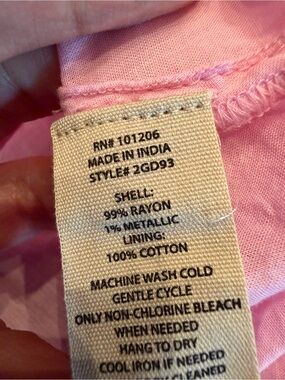 RN# 101206
MADE IN INDIA
STYLE# 2GD93
SHELL:
99% RAYON
1% METALLIC
LINING:
100% COTTON
MACHINE WASH COLD
GENTLE CYCLE
ONLY NON-CHLORINE BLEACH
WHEN NEEDED
HANG TO DRY
COOL IRON IF NEEDED
CLEANED